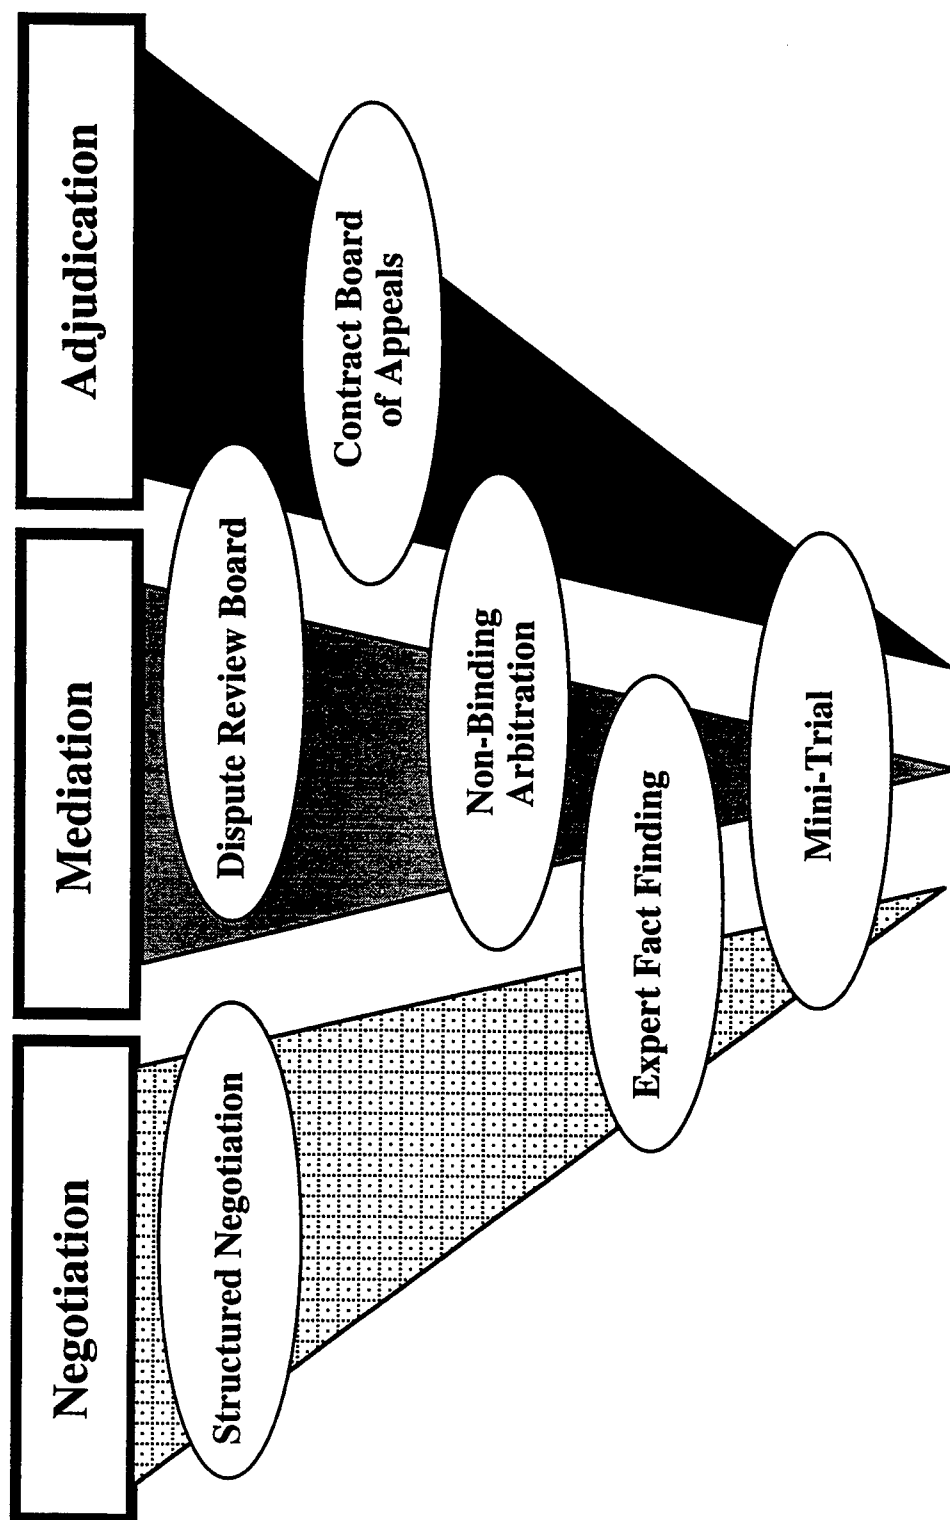 Negotiation
Mediation
Adjudication
Structured Negotiation
Dispute Review Board
Contract Board
of Appeals
Non-Binding
Arbitration
Expert Fact Finding
Mini-Trial